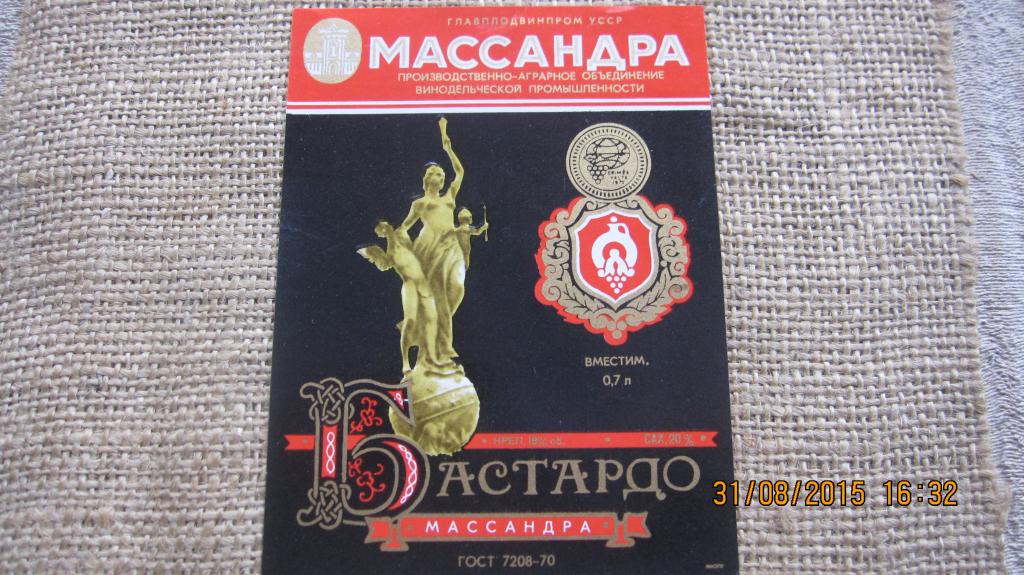 ГЛАВПЛОДВИНПРОМ УССР
МАССАНДРА
ПРОИЗВОДСТВЕННО-АГРАРНОЕ ОБЪЕДИНЕНИЕ
ВИНОДЕЛЬЧЕСКОЙ ПРОМЫШЛЕННОСТИ
ВМЕСТИМ.
0,7 л
КРЕП. 18% об. САХ. 20 %
БАСТАРДО
МАССАНДРА
ГОСТ 7208-70
31/08/2015 16:32